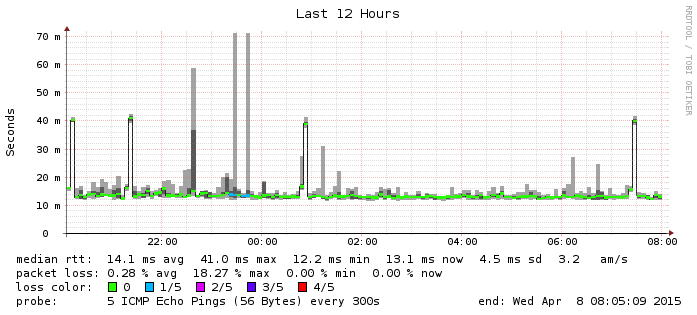 Last 12 Hours
RRDTOOL / TOBI OETIKER
Seconds
70 m
60 m
50 m
40 m
30 m
20 m
10 m
0
22:00 00:00 02:00 04:00 06:00 08:00
median rtt: 14.1 ms avg 41.0 ms max 12.2 ms min 13.1 ms now 4.5 ms sd 3.2 am/s
packet loss: 0.28 % avg 18.27 % max 0.00 % min 0.00 % now
loss color: 0 1/5 2/5 3/5 4/5
probe: 5 ICMP Echo Pings (56 Bytes) every 300s end: Wed Apr 8 08:05:09 2015